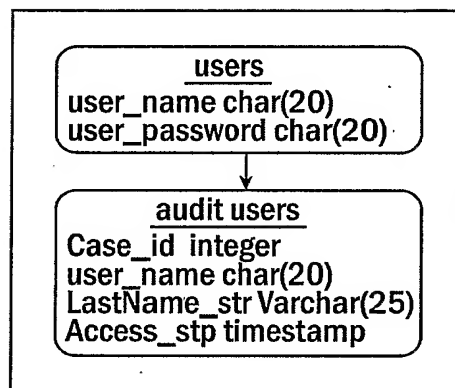 users
user_name char(20)
user_password char(20)
audit users
Case_id integer
user_name char(20)
LastName_str Varchar(25)
Access_stp timestamp